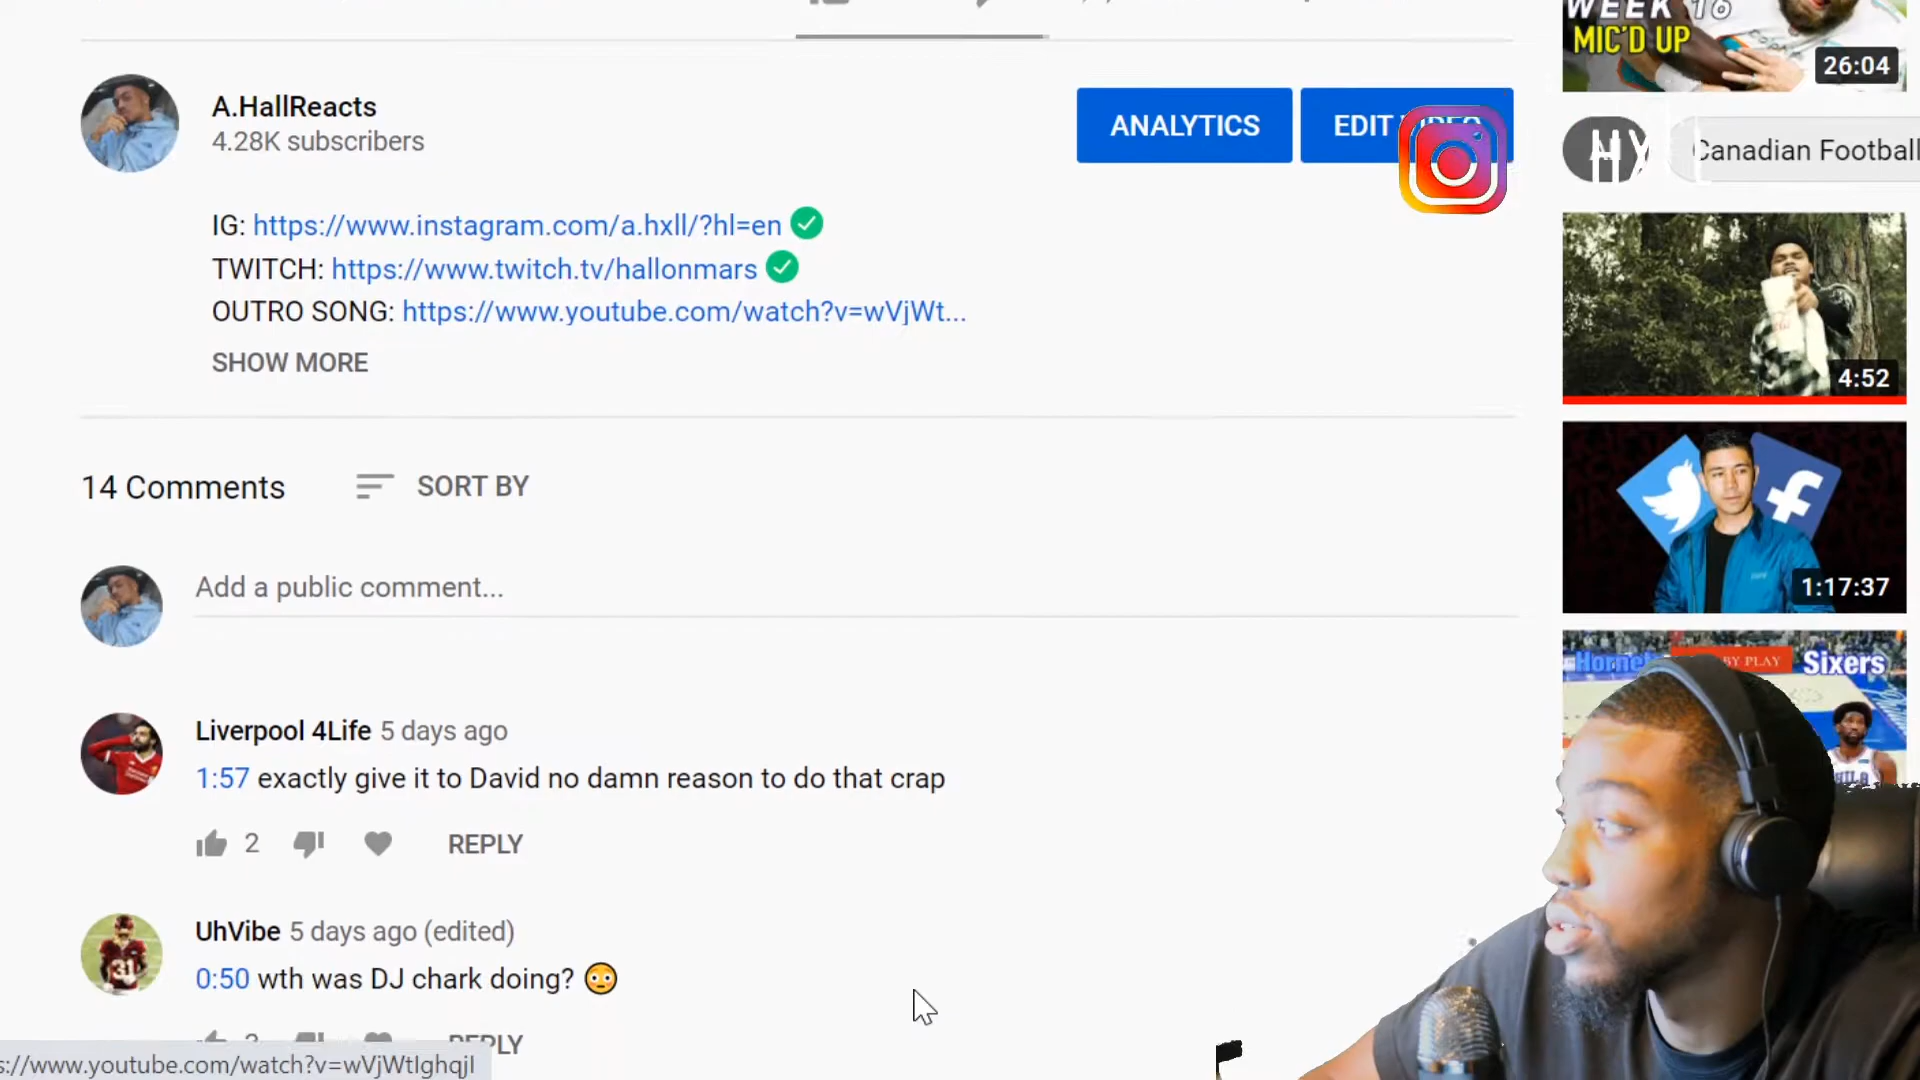 WEEK 16
MIC'D UP
26:04
A.HallReacts
4.28K subscribers
ANALYTICS
EDIT
Canadian Football
IG: https://www.instagram.com/a.hxll/?hl=en
TWITCH: https://www.twitch.tv/hallonmars
OUTRO SONG: https://www.youtube.com/watch?v=wVjWt...
SHOW MORE
4:52
14 Comments
SORT BY
Add a public comment...
1:17:37
BY PLAY
Sixers
Liverpool 4Life 5 days ago
1:57 exactly give it to David no damn reason to do that crap
2
REPLY
UhVibe 5 days ago (edited)
31
0:50 wth was DJ chark doing? 😳
s://www.youtube.com/watch?v=wVjWtIghqjI